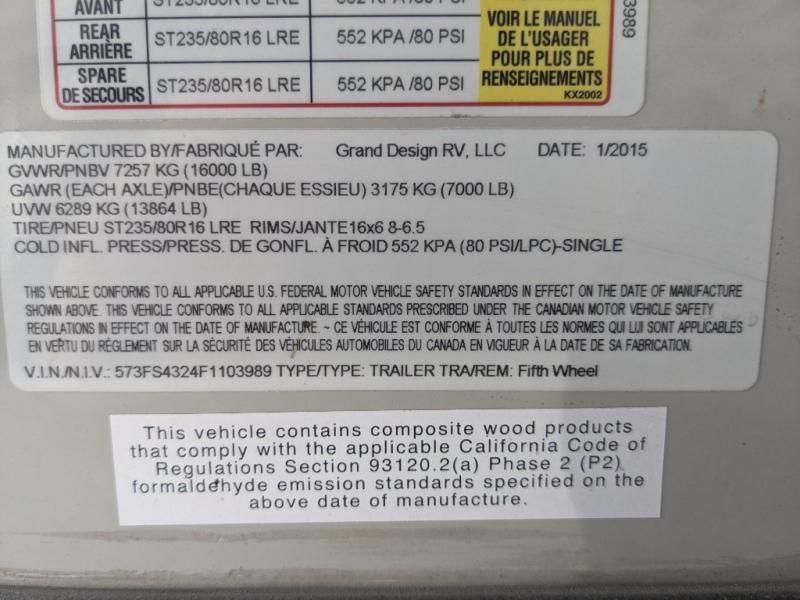 AVANT ST235/80R16 LRE 552 KPA /80 PSI
REAR
ARRIÈRE ST235/80R16 LRE 552 KPA /80 PSI
SPARE
DE SECOURS ST235/80R16 LRE 552 KPA /80 PSI
VOIR LE MANUEL
DE L'USAGER
POUR PLUS DE
RENSEIGNEMENTS
KX2002
3989
MANUFACTURED BY/FABRIQUÉ PAR: Grand Design RV, LLC DATE: 1/2015
GVWR/PNBV 7257 KG (16000 LB)
GAWR (EACH AXLE)/PNBE(CHAQUE ESSIEU) 3175 KG (7000 LB)
UVW 6289 KG (13864 LB)
TIRE/PNEU ST235/80R16 LRE RIMS/JANTE16x6 8-6.5
COLD INFL. PRESS/PRESS. DE GONFL. À FROID 552 KPA (80 PSI/LPC)-SINGLE
THIS VEHICLE CONFORMS TO ALL APPLICABLE U.S. FEDERAL MOTOR VEHICLE SAFETY STANDARDS IN EFFECT ON THE DATE OF MANUFACTURE
SHOWN ABOVE. THIS VEHICLE CONFORMS TO ALL APPLICABLE STANDARDS PRESCRIBED UNDER THE CANADIAN MOTOR VEHICLE SAFETY
REGULATIONS IN EFFECT ON THE DATE OF MANUFACTURE. ~ CE VÉHICULE EST CONFORME À TOUTES LES NORMES QUI LUI SONT APPLICABLES
EN VERTU DU RÉGLEMENT SUR LA SÉCURITÉ DES VÉHICULES AUTOMOBILES DU CANADA EN VIGUEUR À LA DATE DE SA FABRICATION.
V.I.N./N.I.V.: 573FS4324F1103989 TYPE/TYPE: TRAILER TRA/REM: Fifth Wheel
This vehicle contains composite wood products
that comply with the applicable California Code of
Regulations Section 93120.2(a) Phase 2 (P2)
formaldehyde emission standards specified on the
above date of manufacture.